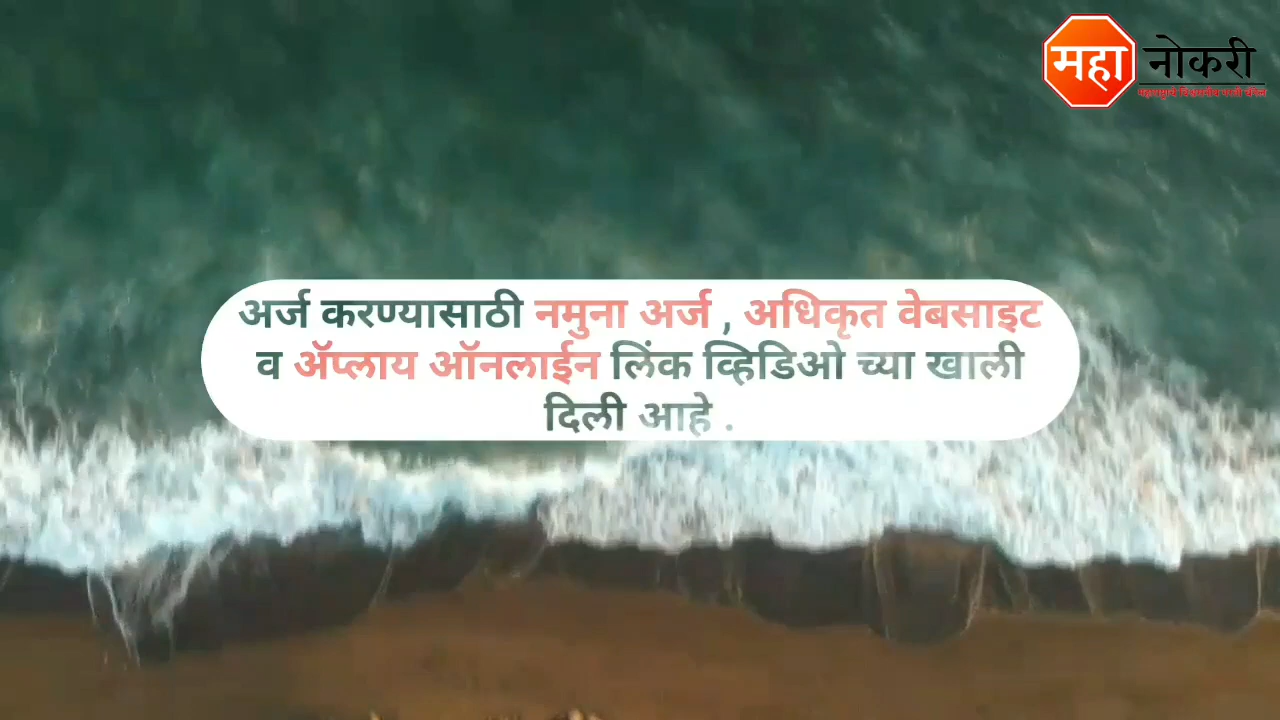 महा नोकरी
अर्ज करण्यासाठी नमुना अर्ज , अधिकृत वेबसाइट
व ॲप्लाय ऑनलाईन लिंक व्हिडिओ च्या खाली
दिली आहे .